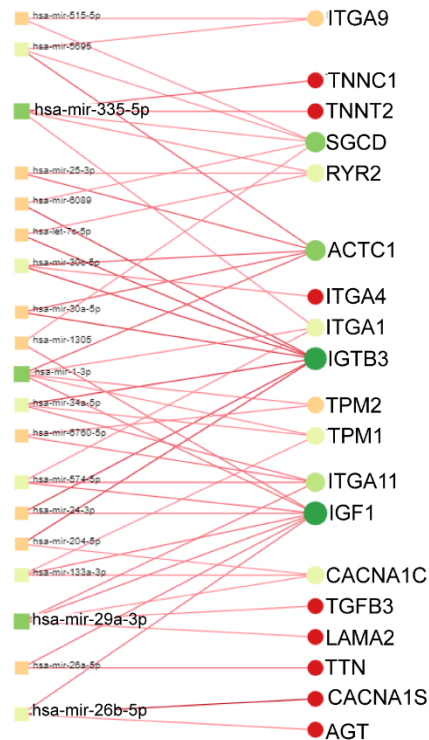 hsa-mir-515-5p
ITGA9
hsa-mir-5695
TNNC1
hsa-mir-335-5p
TNNT2
SGCD
hsa-mir-25-3p
RYR2
hsa-mir-6089
hsa-let-7c-5p
ACTC1
hsa-mir-30c-5p
ITGA4
hsa-mir-30a-5p
ITGA1
hsa-mir-1305
IGTB3
hsa-mir-1-3p
hsa-mir-34a-5p
TPM2
hsa-mir-6760-5p
TPM1
hsa-mir-574-5p
ITGA11
hsa-mir-24-3p
IGF1
hsa-mir-204-5p
hsa-mir-133a-3p
CACNA1C
TGFB3
hsa-mir-29a-3p
LAMA2
hsa-mir-26a-5p
TTN
CACNA1S
hsa-mir-26b-5p
AGT